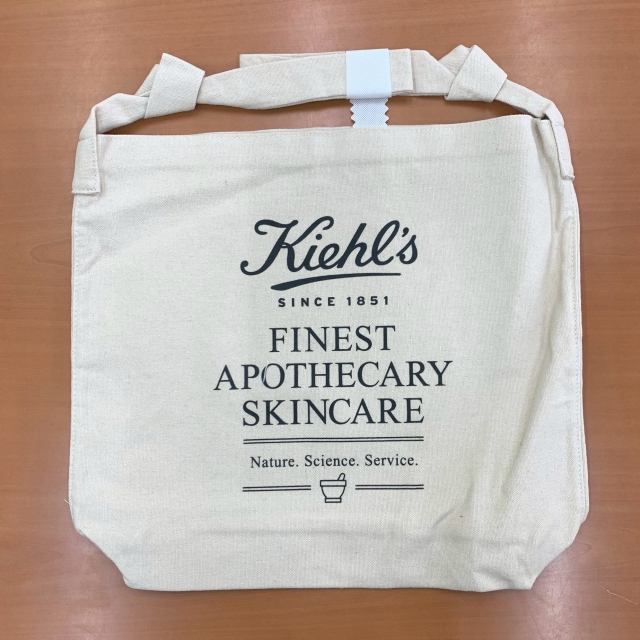 Kiehl's
SINCE 1851
FINEST
APOTHECARY
SKINCARE
Nature. Science. Service.